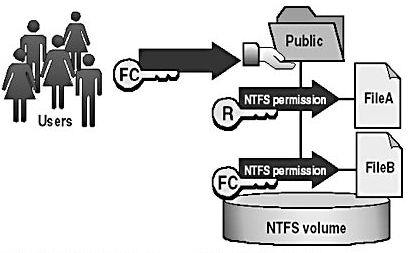 Public
FC
Users
NTFS permission
R
FileA
NTFS permission
FC
FileB
NTFS volume